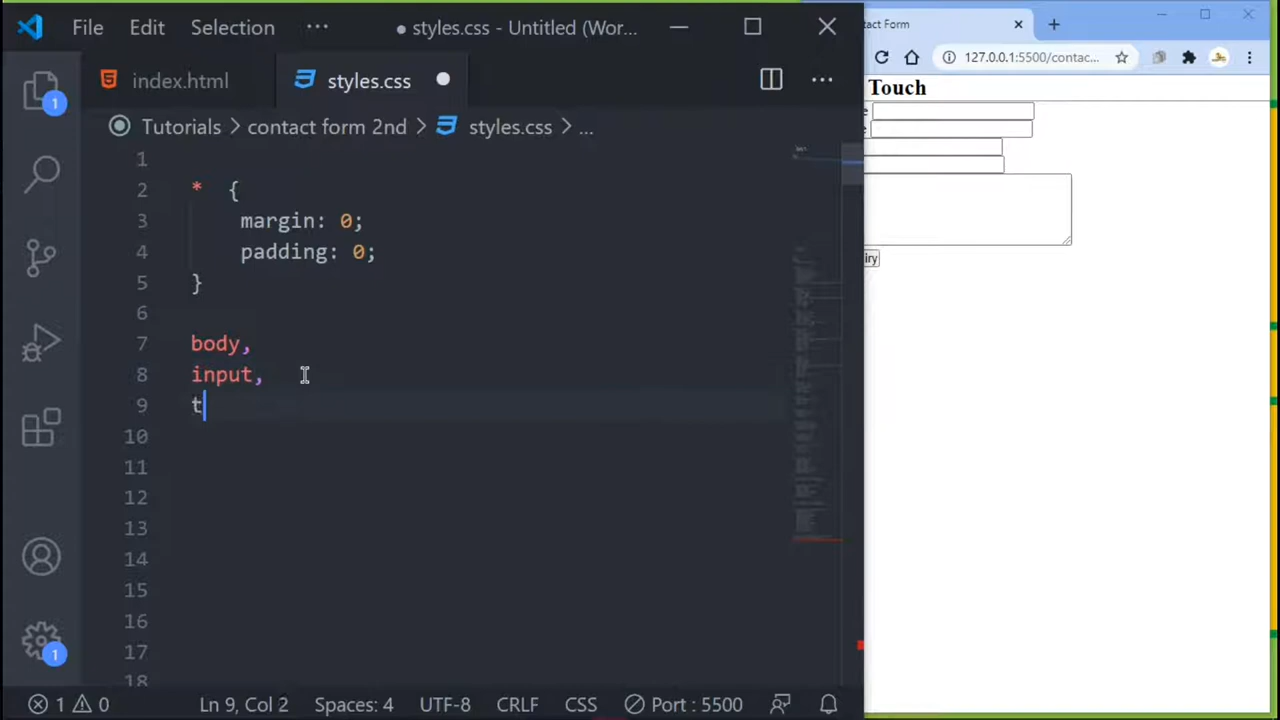 File Edit Selection ··· ● styles.css - Untitled (Wor...
index.html styles.css
Tutorials > contact form 2nd > styles.css > ...
1
2 * {
3 margin: 0;
4 padding: 0;
5 }
6
7 body,
8 input,
9 t
10
11
12
13
14
15
16
17
18
1
1
1 0 Ln 9, Col 2 Spaces: 4 UTF-8 CRLF CSS Port : 5500
tact Form
127.0.0.1:5500/contac...
Touch
e
e
iry